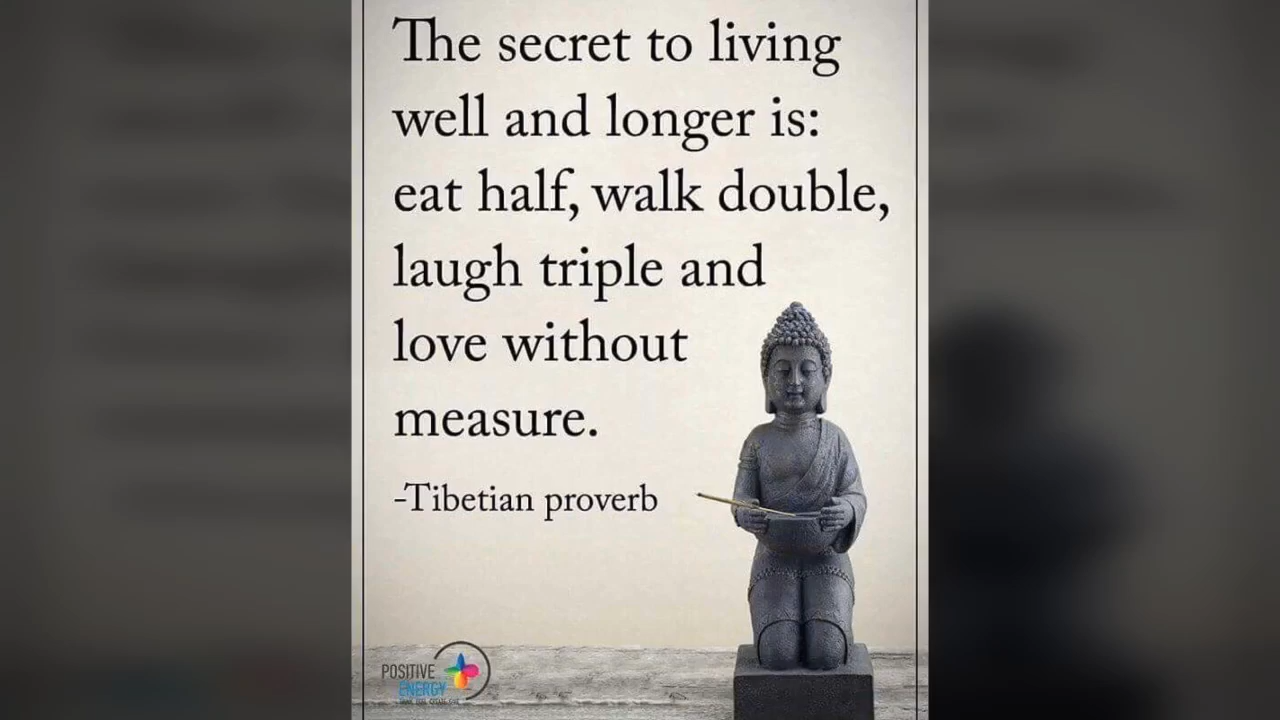 The secret to living
well and longer is:
eat half, walk double,
laugh triple and
love without
measure.
-Tibetian proverb
POSITIVE
ENERGY